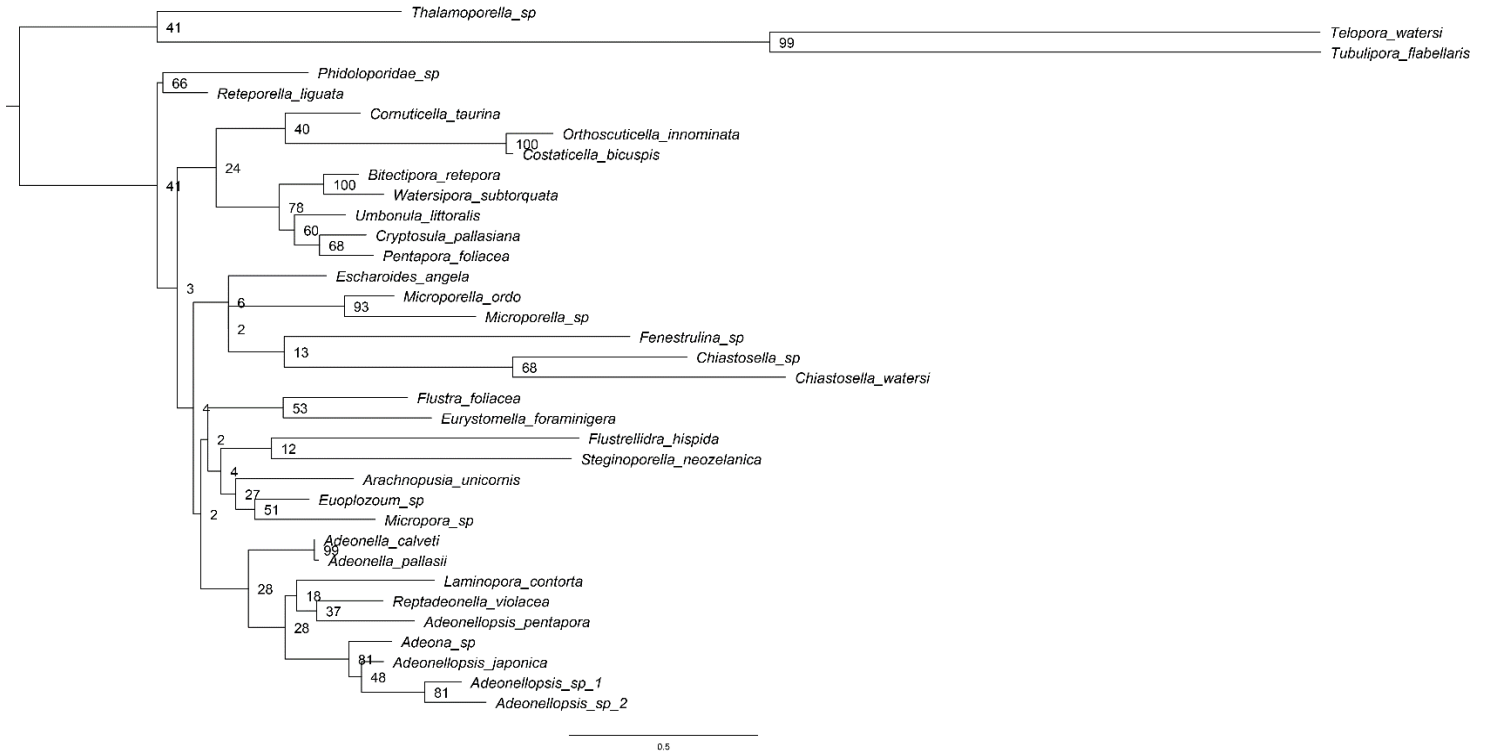 Thalamoporella_sp
41
Telopora_watersi
99
Tubulipora_flabellaris
Phidoloporidae_sp
66
Reteporella_liguata
Cornuticella_taurina
40
Orthoscuticella_innominata
100
Costaticella_bicuspis
24
41
Bitectipora_retepora
100
Watersipora_subtorquata
78
Umbonula_littoralis
60
Cryptosula_pallasiana
68
Pentapora_foliacea
Escharoides_angela
3
Microporella_ordo
6
93
Microporella_sp
2
Fenestrulina_sp
13
Chiastosella_sp
68
Chiastosella_watersi
Flustra_foliacea
4
53
Eurystomella_foraminigera
2
Flustrellidra_hispida
12
Steginoporella_neozelanica
4
Arachnopusia_unicornis
27
Euoplozoum_sp
51
2
Micropora_sp
Adeonella_calveti
99
Adeonella_pallasii
Laminopora_contorta
28
18
Reptadeonella_violacea
37
Adeonellopsis_pentapora
28
Adeona_sp
81
Adeonellopsis_japonica
48
Adeonellopsis_sp_1
81
Adeonellopsis_sp_2
0.5